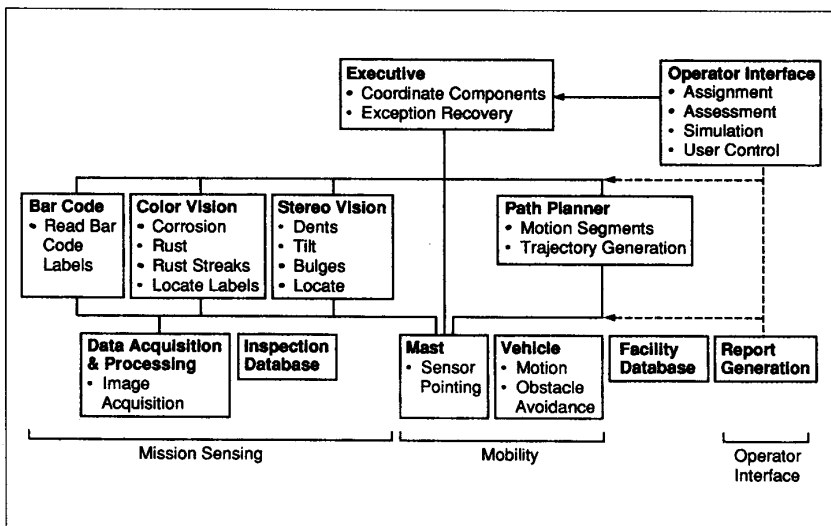 Executive
• Coordinate Components
• Exception Recovery
Operator Interface
• Assignment
• Assessment
• Simulation
• User Control
Bar Code
• Read Bar
Code
Labels
Color Vision
• Corrosion
• Rust
• Rust Streaks
• Locate Labels
Stereo Vision
• Dents
• Tilt
• Bulges
• Locate
Path Planner
• Motion Segments
• Trajectory Generation
Data Acquisition
& Processing
• Image
Acquisition
Inspection
Database
Mast
• Sensor
Pointing
Vehicle
• Motion
• Obstacle
Avoidance
Facility
Database
Report
Generation
Mission Sensing
Mobility
Operator
Interface